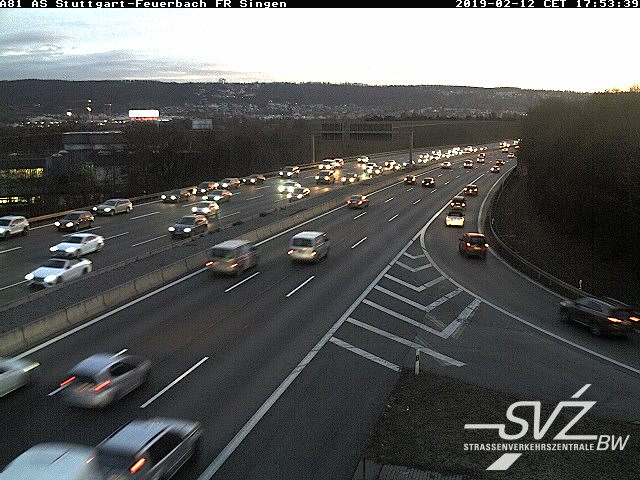 A81 AS Stuttgart-Feuerbach FR Singen 2019-02-12 CET 17:53:39
SVZ
STRASSENVERKEHRSZENTRALE BW